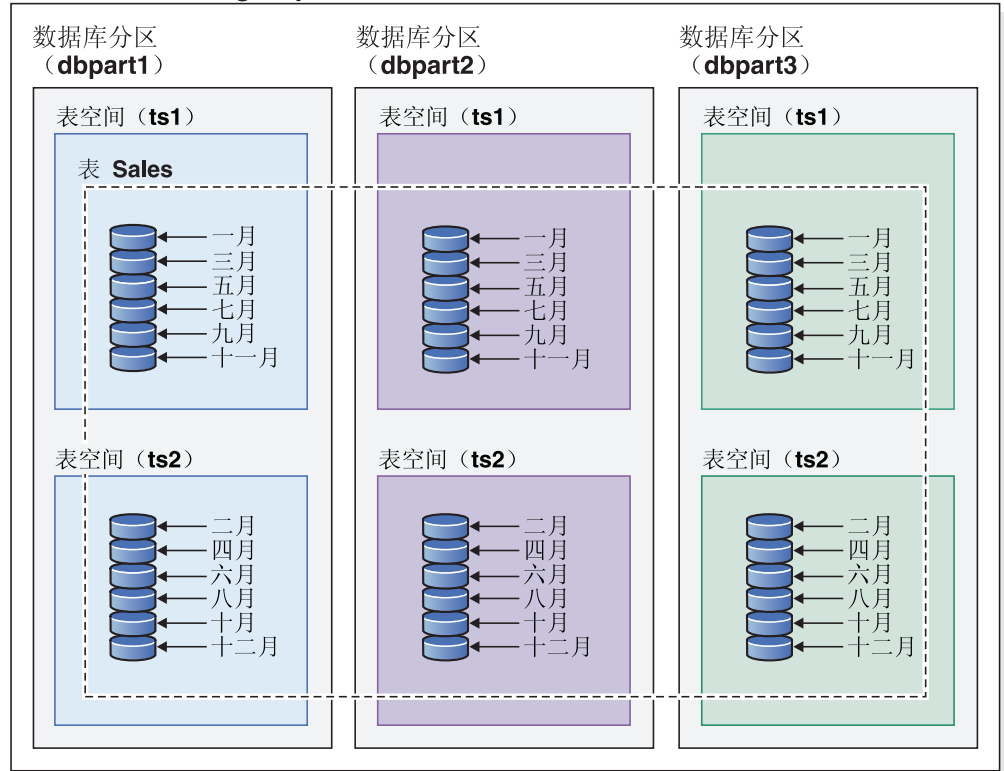 数据库分区
（dbpart1）
表空间（ts1）
表 Sales
一月
三月
五月
七月
九月
十一月
表空间（ts2）
二月
四月
六月
八月
十月
十二月
数据库分区
（dbpart2）
表空间（ts1）
一月
三月
五月
七月
九月
十一月
表空间（ts2）
二月
四月
六月
八月
十月
十二月
数据库分区
（dbpart3）
表空间（ts1）
一月
三月
五月
七月
九月
十一月
表空间（ts2）
二月
四月
六月
八月
十月
十二月